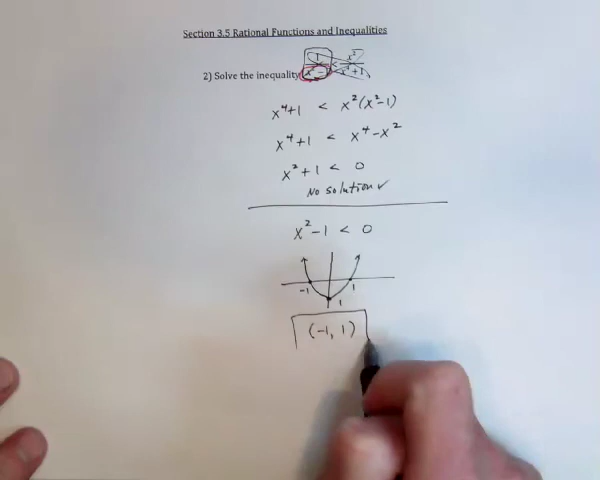 Section 3.5 Rational Functions and Inequalities
2) Solve the inequality
x⁴+1 < x²(x²-1)
x⁴+1 < x⁴-x²
x²+1 < 0
No solution ✓
x²-1 < 0
-1 1
1
(-1, 1)